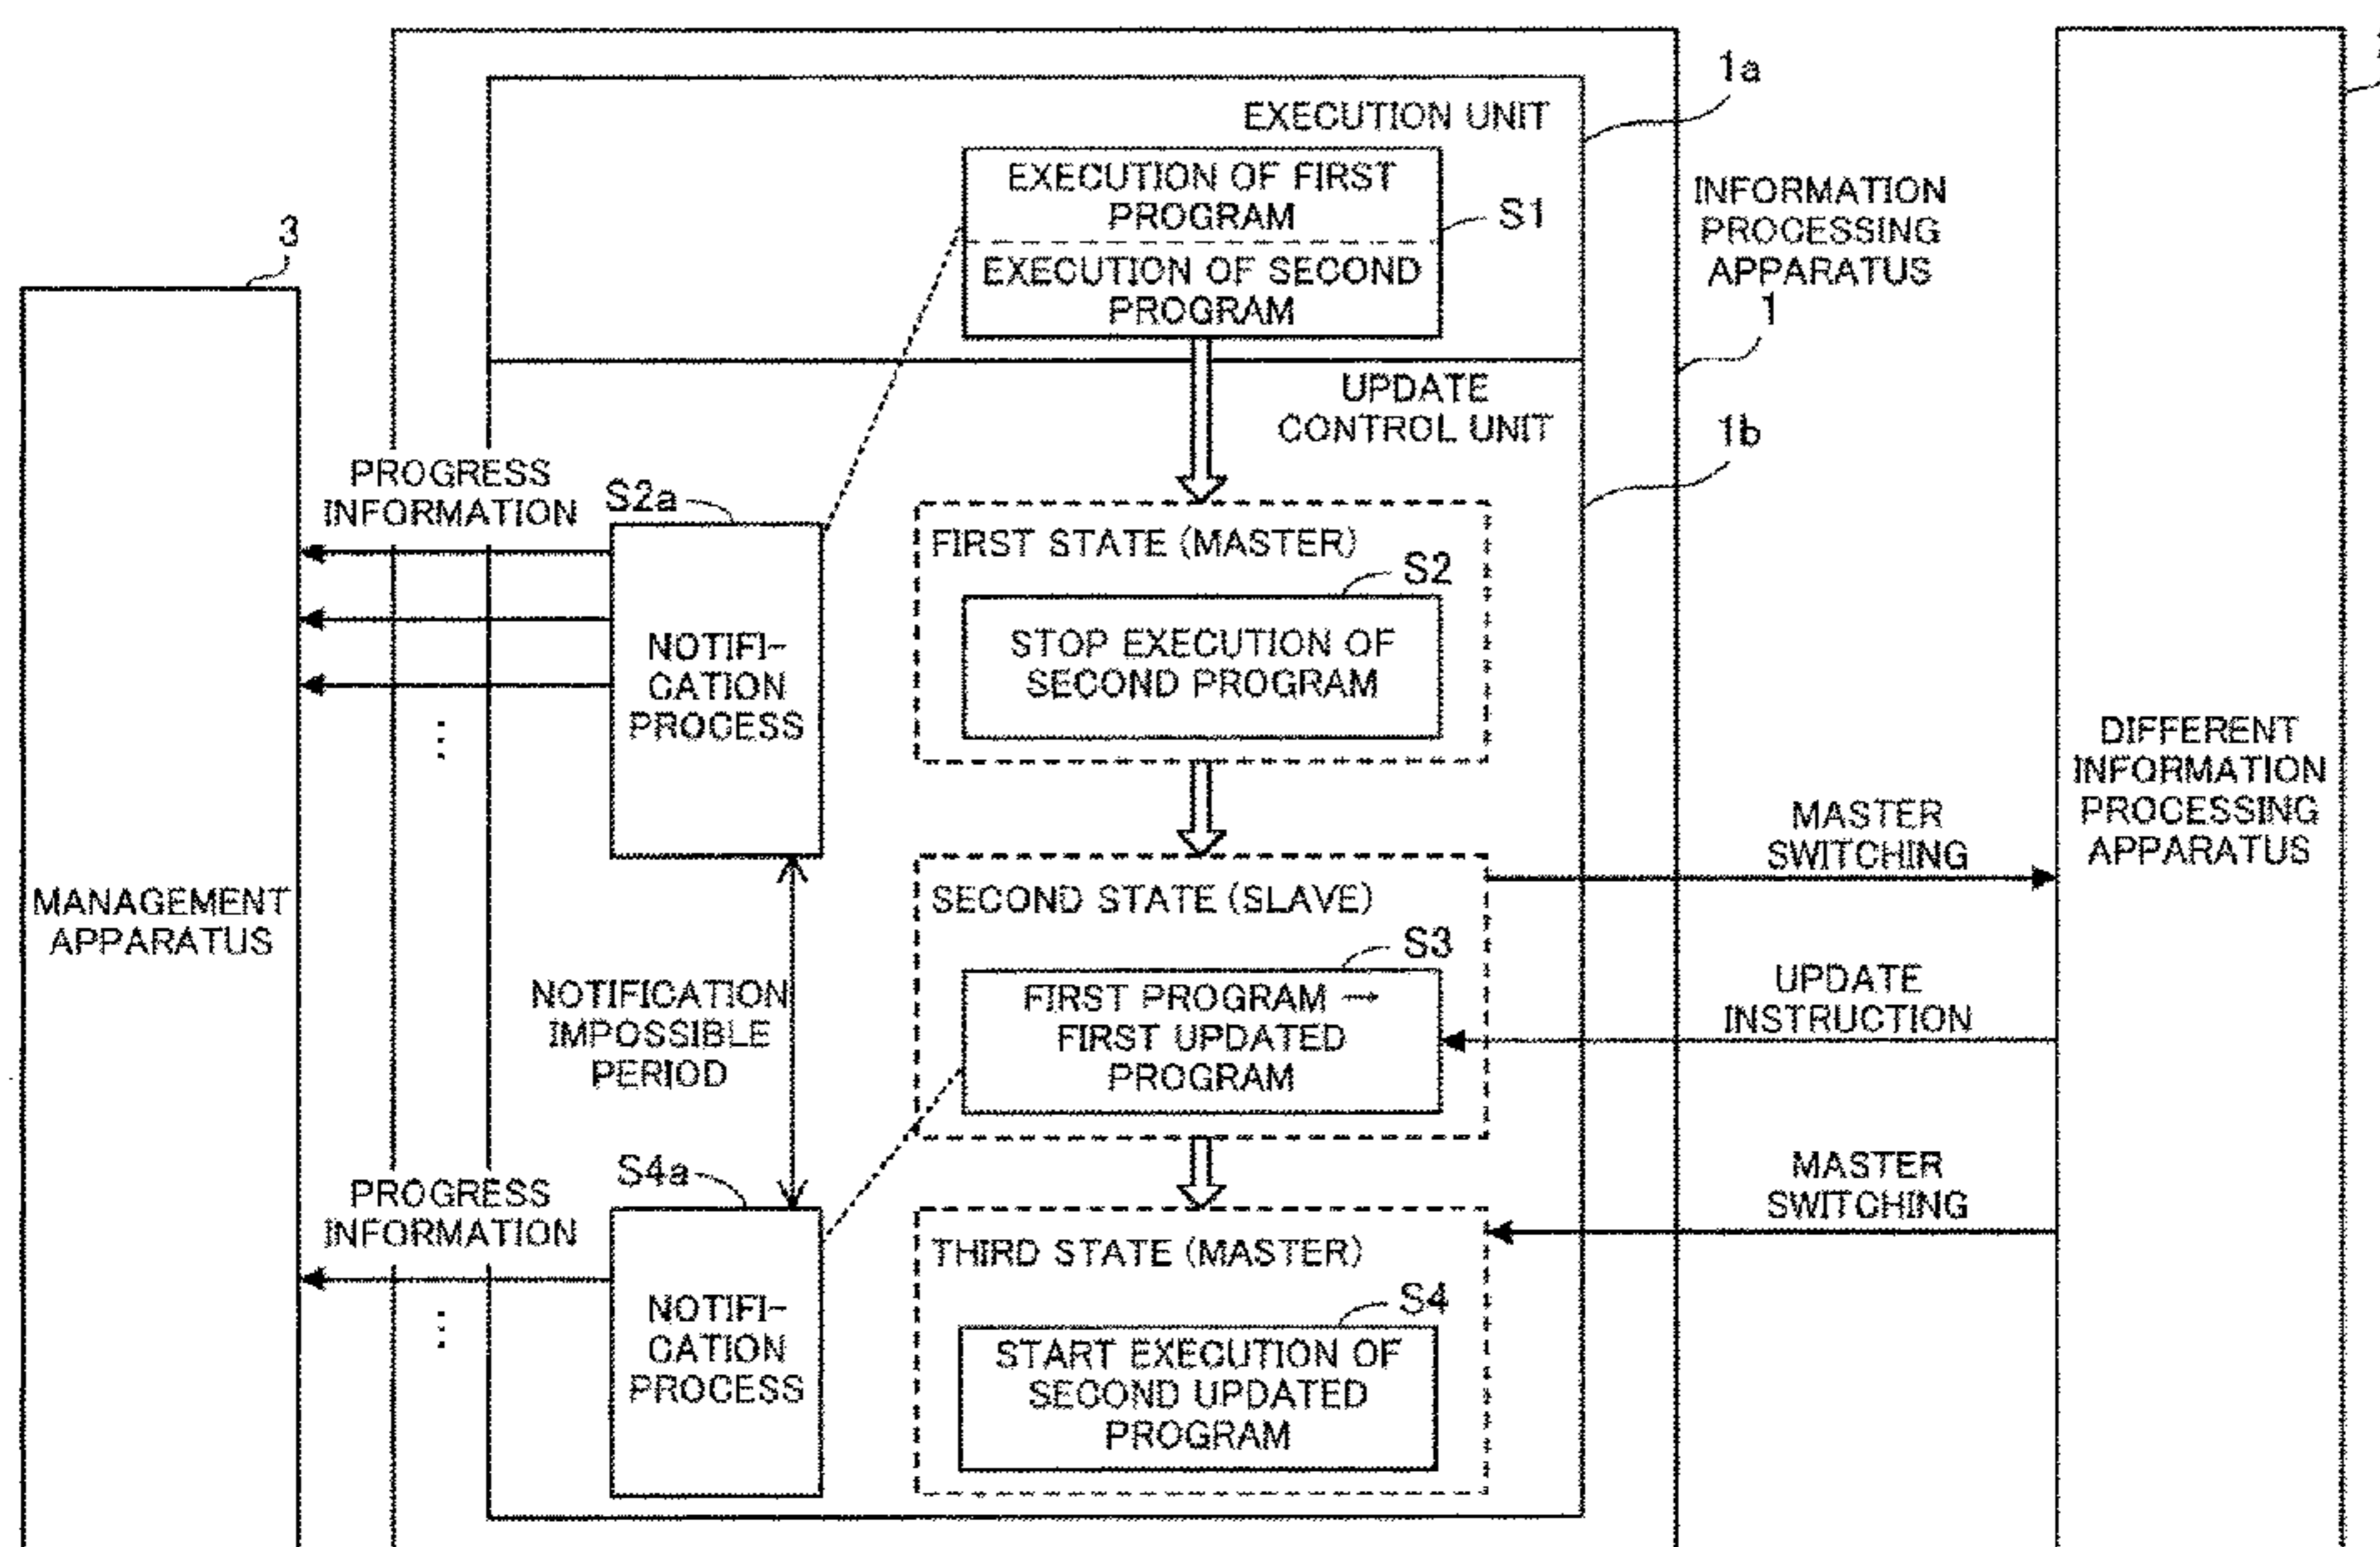 1a
EXECUTION UNIT
EXECUTION OF FIRST
PROGRAM
S1
EXECUTION OF SECOND
PROGRAM
INFORMATION
PROCESSING
APPARATUS
1
3
UPDATE
CONTROL UNIT
1b
PROGRESS
INFORMATION
S2a
NOTIFI-
CATION
PROCESS
FIRST STATE (MASTER)
S2
STOP EXECUTION OF
SECOND PROGRAM
DIFFERENT
INFORMATION
PROCESSING
APPARATUS
MANAGEMENT
APPARATUS
MASTER
SWITCHING
SECOND STATE (SLAVE)
S3
FIRST PROGRAM →
FIRST UPDATED
PROGRAM
UPDATE
INSTRUCTION
NOTIFICATION
IMPOSSIBLE
PERIOD
S4a
PROGRESS
INFORMATION
NOTIFI-
CATION
PROCESS
MASTER
SWITCHING
THIRD STATE (MASTER)
S4
START EXECUTION OF
SECOND UPDATED
PROGRAM